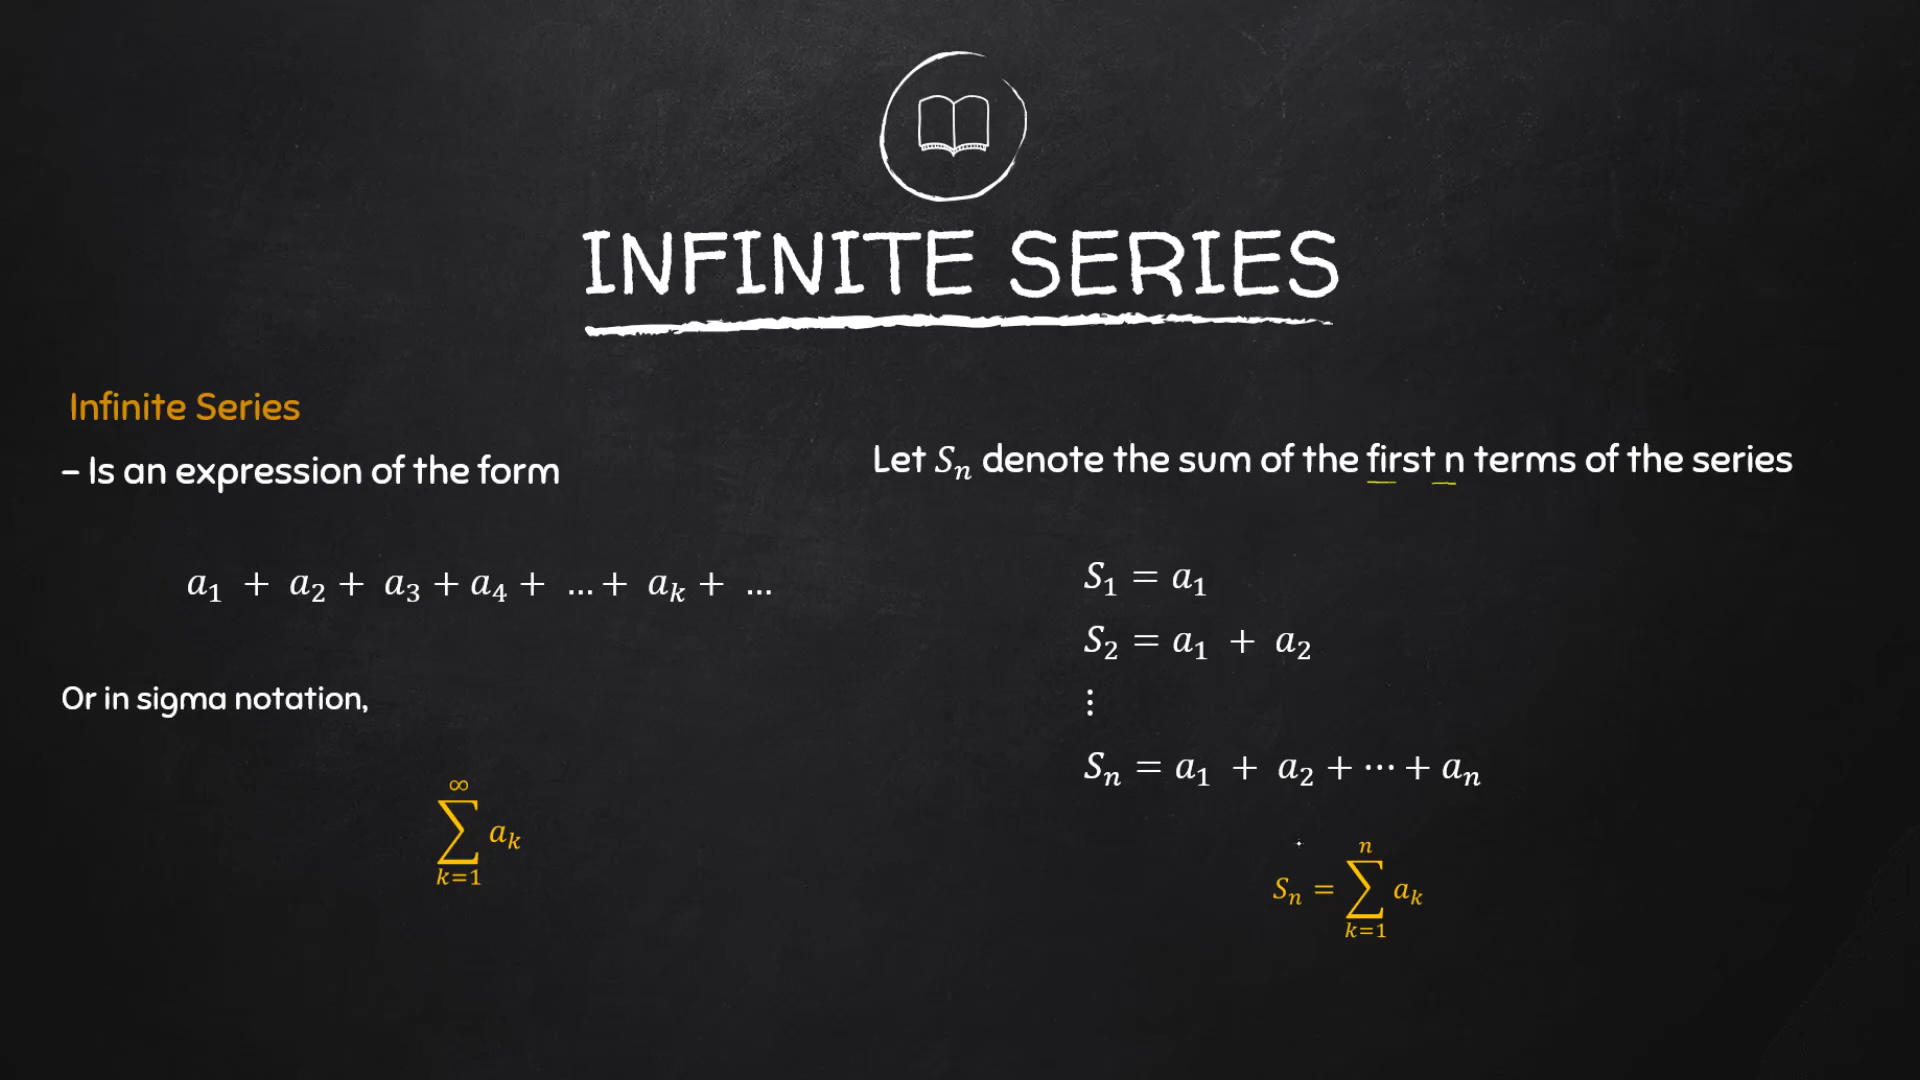 INFINITE SERIES
Infinite Series
– Is an expression of the form
a₁ + a₂ + a₃ + a₄ + ... + aₖ + ...
Or in sigma notation,
∞
∑ aₖ
k=1
Let Sₙ denote the sum of the first n terms of the series
S₁ = a₁
S₂ = a₁ + a₂
⋮
Sₙ = a₁ + a₂ + ⋯ + aₙ
n
Sₙ = ∑ aₖ
k=1